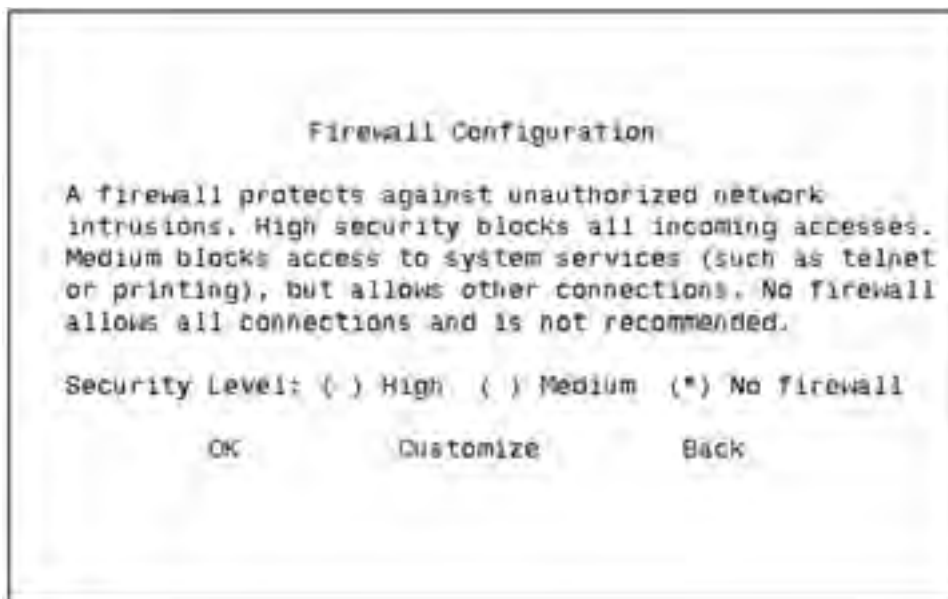 Firewall Configuration
A firewall protects against unauthorized network
intrusions. High security blocks all incoming accesses.
Medium blocks access to system services (such as telnet
or printing), but allows other connections. No firewall
allows all connections and is not recommended.
Security Level: ( ) High ( ) Medium (*) No firewall
OK Customize Back